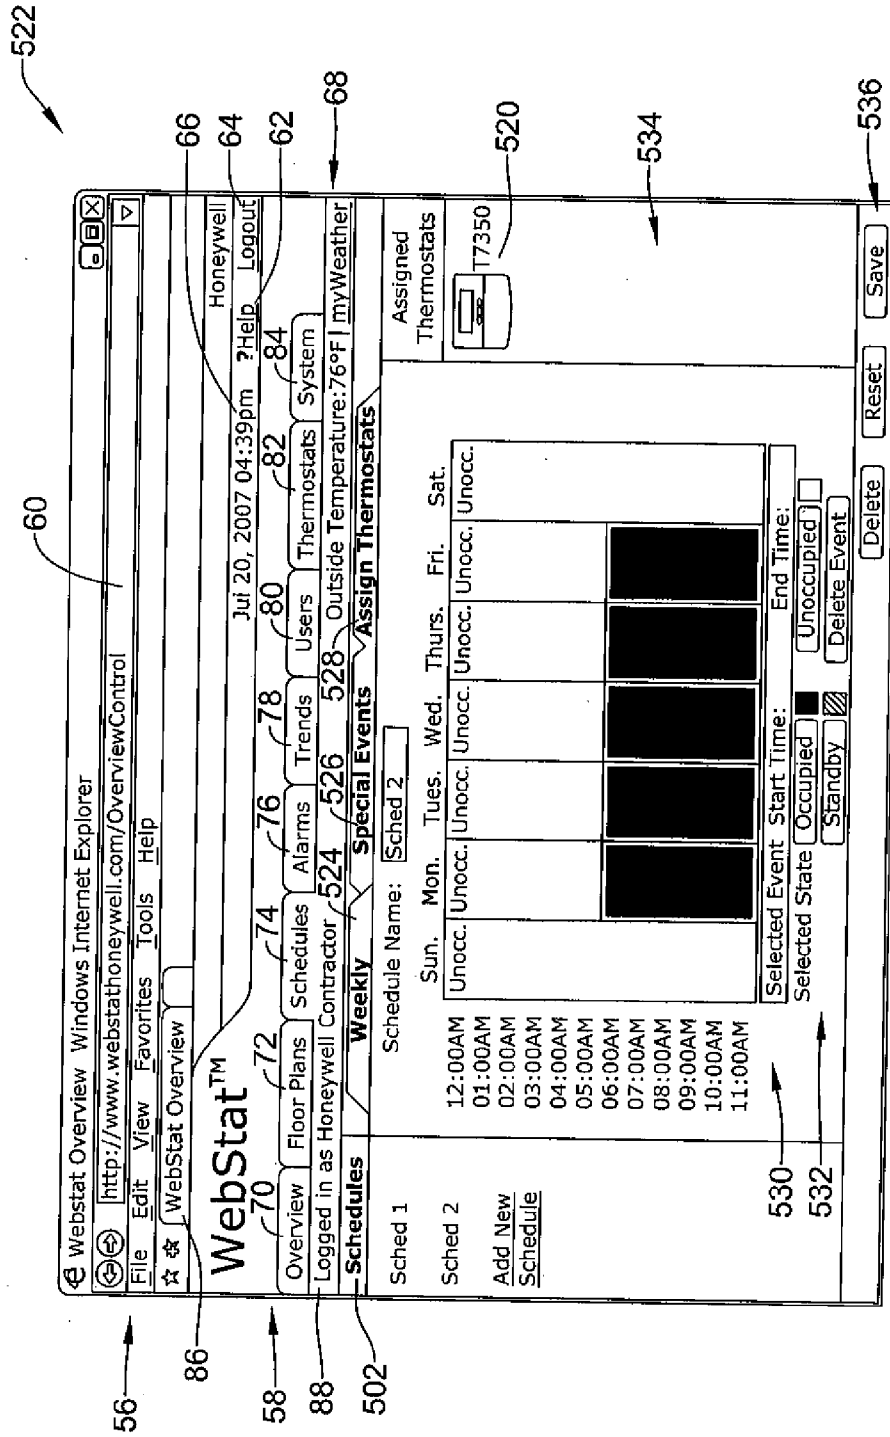 522
60
Webstat Overview Windows Internet Explorer
http://www.webstathoneywell.com/OverviewControl
56
File Edit View Favorites Tools Help
WebStat Overview
86
WebStat™
Honeywell
66
Jul 20, 2007 04:39pm ?Help Logout
64
62
58
70 72 74 76 78 80 82 84
Overview Floor Plans Schedules Alarms Trends Users Thermostats System
88
Logged in as Honeywell Contractor
Outside Temperature:76°F | myWeather
68
524 526 528
502
Schedules
Weekly Special Events Assign Thermostats
Sched 1
Sched 2
Add New
Schedule
Schedule Name: Sched 2
Assigned
Thermostats
T7350
520
534
Sun. Mon. Tues. Wed. Thurs. Fri. Sat.
12:00AM Unocc. Unocc. Unocc. Unocc. Unocc. Unocc. Unocc.
01:00AM
02:00AM
03:00AM
04:00AM
05:00AM
06:00AM
07:00AM
08:00AM
09:00AM
10:00AM
11:00AM
530
Selected Event Start Time: End Time:
532
Selected State Occupied Unoccupied
Standby Delete Event
Delete Reset Save
536